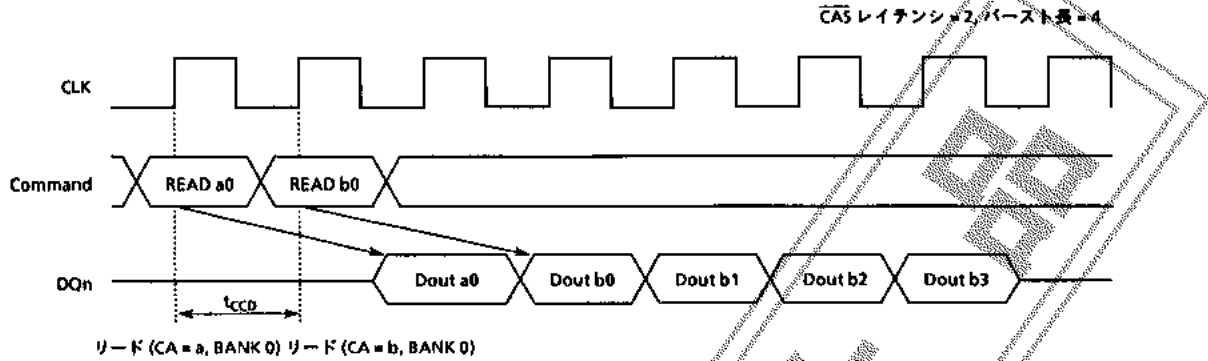 CAS レイテンシ = 2, バースト長 = 4
CLK
Command
READ a0
READ b0
DQn
Dout a0
Dout b0
Dout b1
Dout b2
Dout b3
tCCD
リード (CA = a, BANK 0) リード (CA = b, BANK 0)